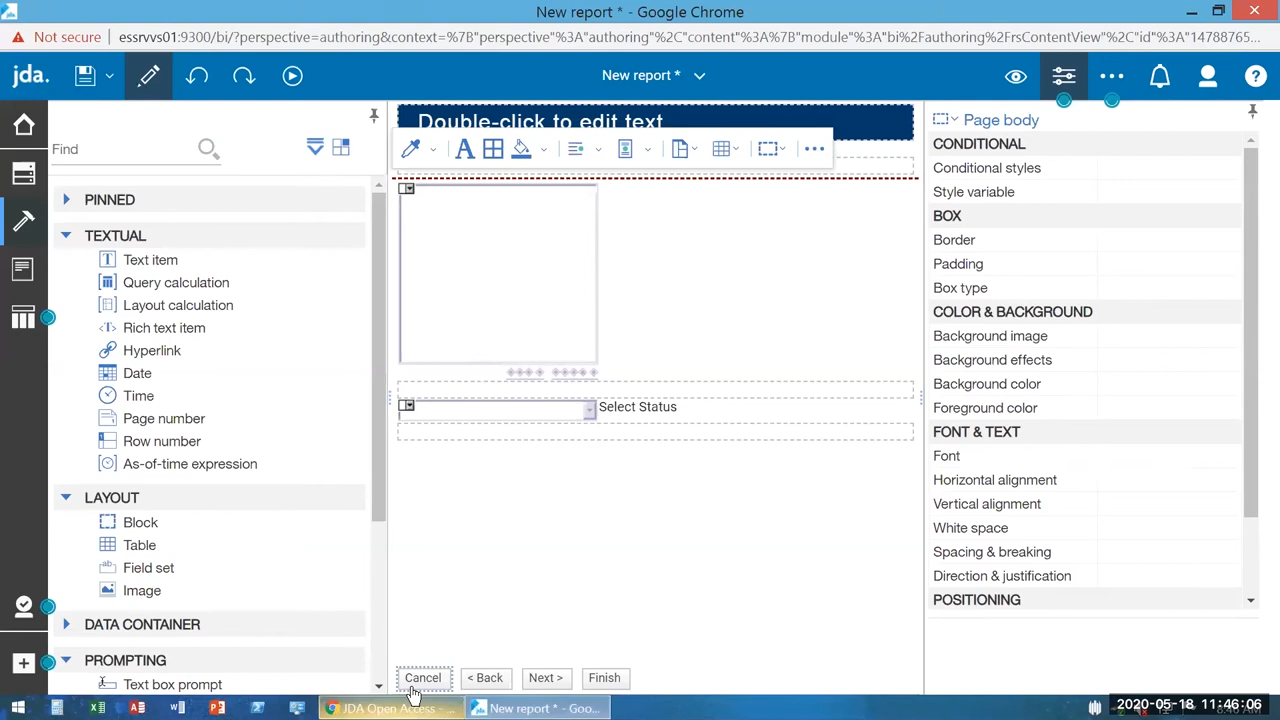 New report * - Google Chrome
Not secure essrvvs01:9300/bi/?perspective=authoring&context=%7B"perspective"%3A"authoring"%2C"content"%3A%7B"module"%3A"bi%2Fauthoring%2FrsContentView"%2C"id"%3A"14788765...
jda.
New report *
Find
PINNED
TEXTUAL
Text item
Query calculation
Layout calculation
Rich text item
Hyperlink
Date
Time
Page number
Row number
As-of-time expression
LAYOUT
Block
Table
Field set
Image
DATA CONTAINER
PROMPTING
Text box prompt
Double-click to edit text
Select Status
Cancel
< Back
Next >
Finish
Page body
CONDITIONAL
Conditional styles
Style variable
BOX
Border
Padding
Box type
COLOR & BACKGROUND
Background image
Background effects
Background color
Foreground color
FONT & TEXT
Font
Horizontal alignment
Vertical alignment
White space
Spacing & breaking
Direction & justification
POSITIONING
JDA Open Access - ...
New report * - Goo...
2020-05-18 11:46:06